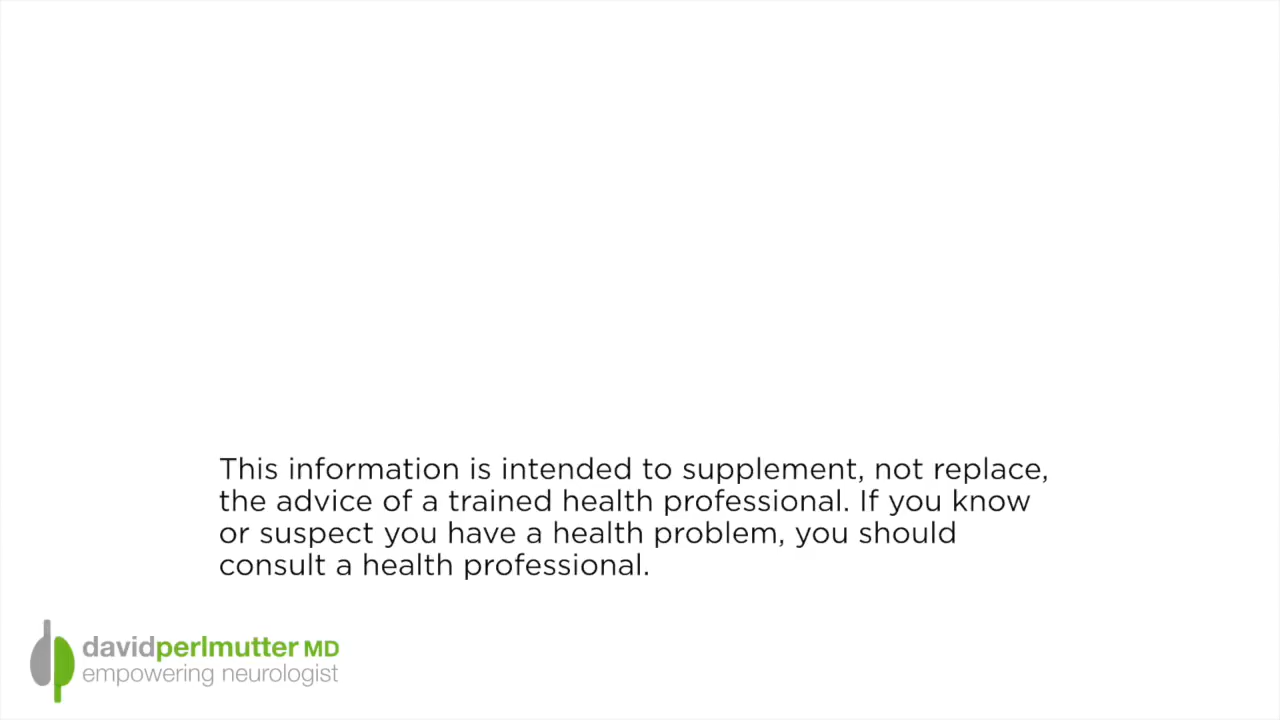 This information is intended to supplement, not replace,
the advice of a trained health professional. If you know
or suspect you have a health problem, you should
consult a health professional.
davidperlmutter MD
empowering neurologist